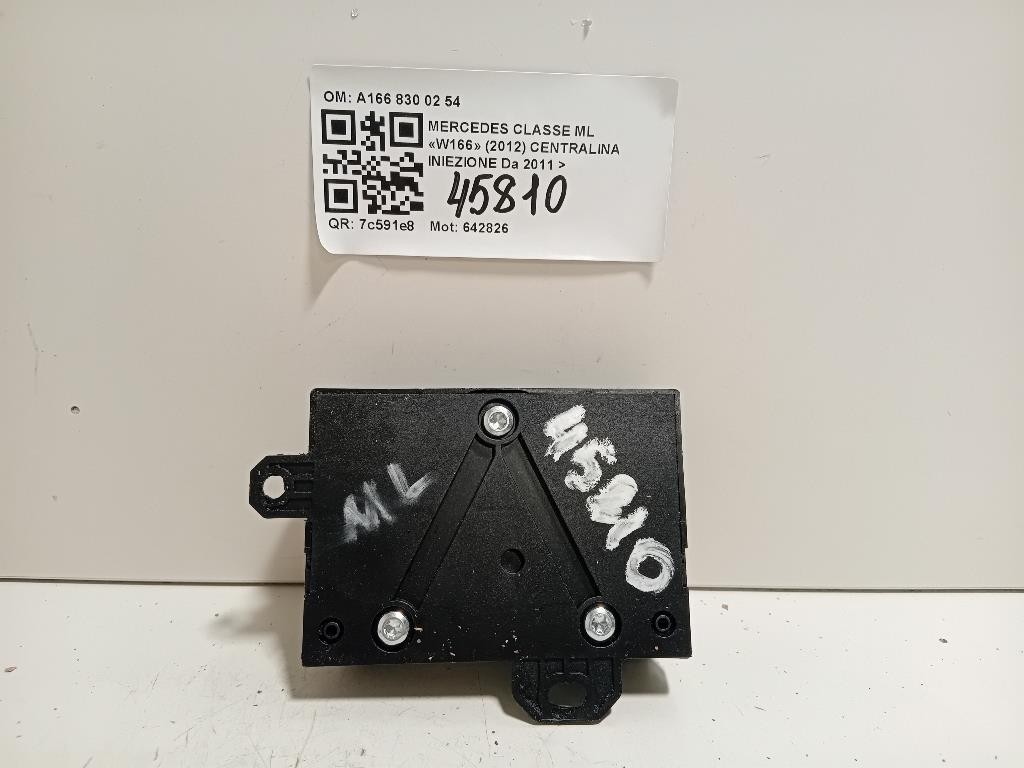 OM: A166 830 02 54
MERCEDES CLASSE ML
«W166» (2012) CENTRALINA
INIEZIONE Da 2011 >
45810
QR: 7c591e8 Mot: 642826
ML
45810